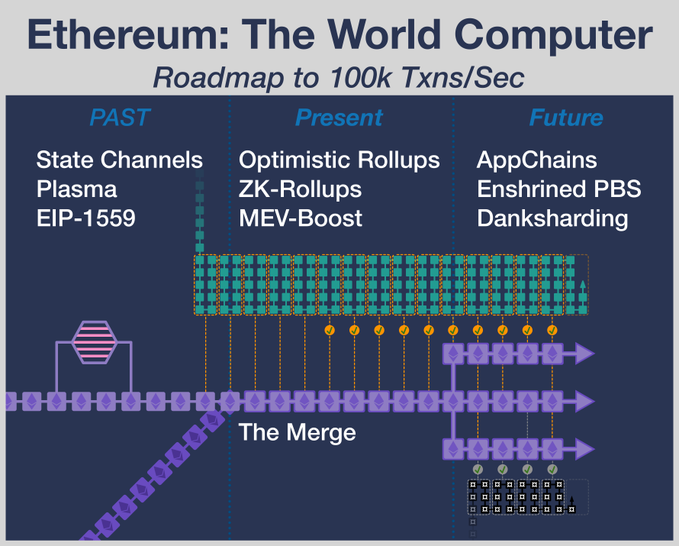 Ethereum: The World Computer
Roadmap to 100k Txns/Sec
PAST
State Channels
Plasma
EIP-1559
Present
Optimistic Rollups
ZK-Rollups
MEV-Boost
Future
AppChains
Enshrined PBS
Danksharding
The Merge